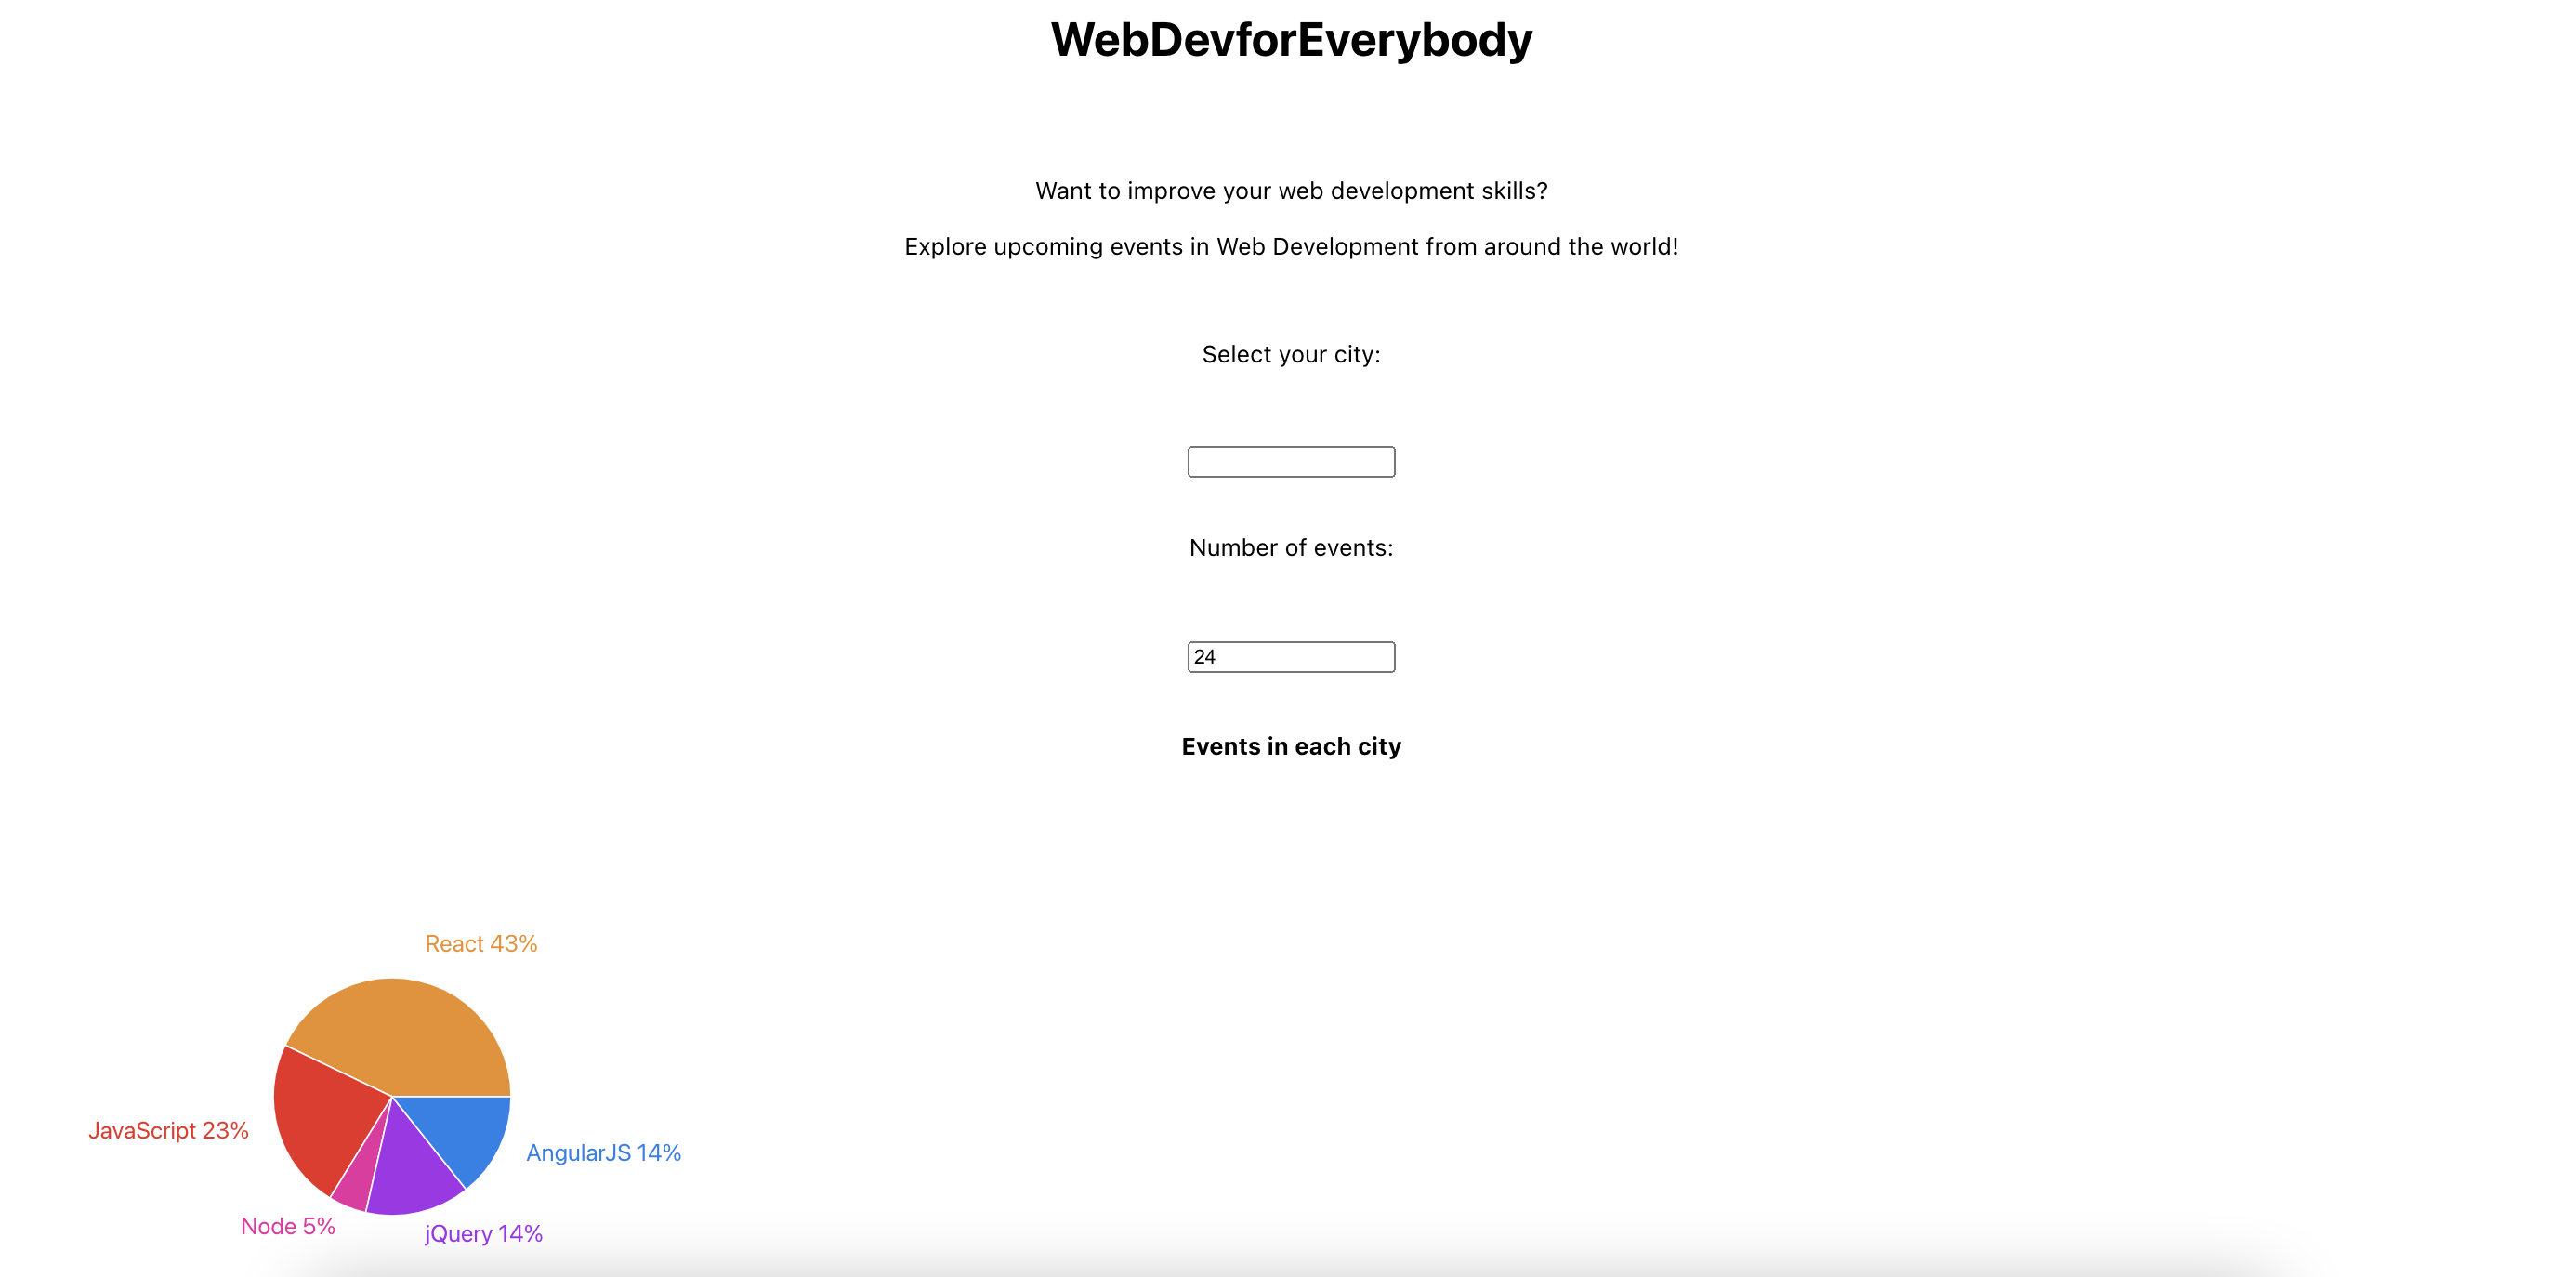 WebDevforEverybody
Want to improve your web development skills?
Explore upcoming events in Web Development from around the world!
Select your city:
Number of events:
24
Events in each city
React 43%
JavaScript 23%
AngularJS 14%
Node 5%
jQuery 14%